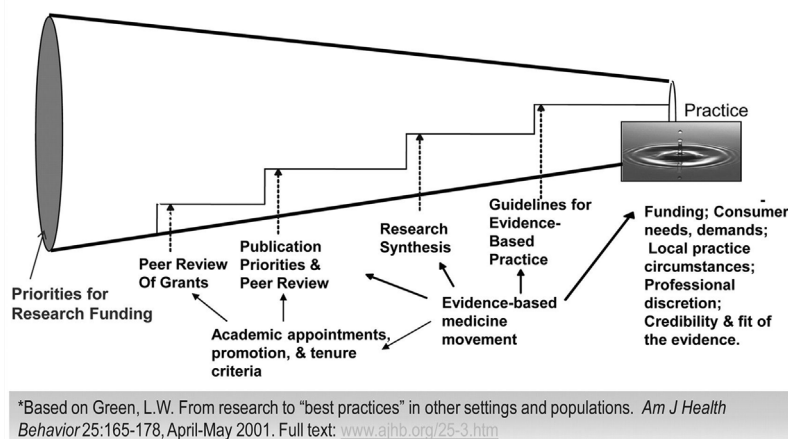 Practice
Guidelines for
Evidence-
Based
Practice
Funding; Consumer
needs, demands;
Local practice
circumstances;
Professional
discretion;
Credibility & fit of
the evidence.
Research
Synthesis
Publication
Priorities &
Peer Review
Peer Review
Of Grants
Priorities for
Research Funding
Evidence-based
medicine
movement
Academic appointments,
promotion, & tenure
criteria
*Based on Green, L.W. From research to “best practices” in other settings and populations. Am J Health
Behavior 25:165-178, April-May 2001. Full text: www.ajhb.org/25-3.htm